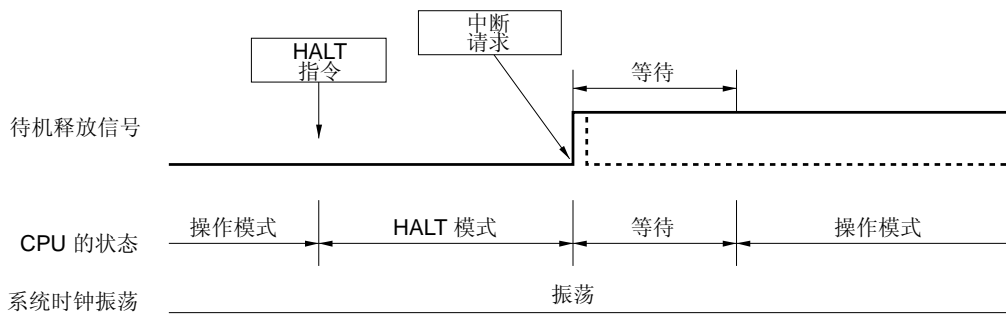 中断
请求
HALT
指令
等待
待机释放信号
操作模式
HALT 模式
等待
操作模式
CPU 的状态
振荡
系统时钟振荡